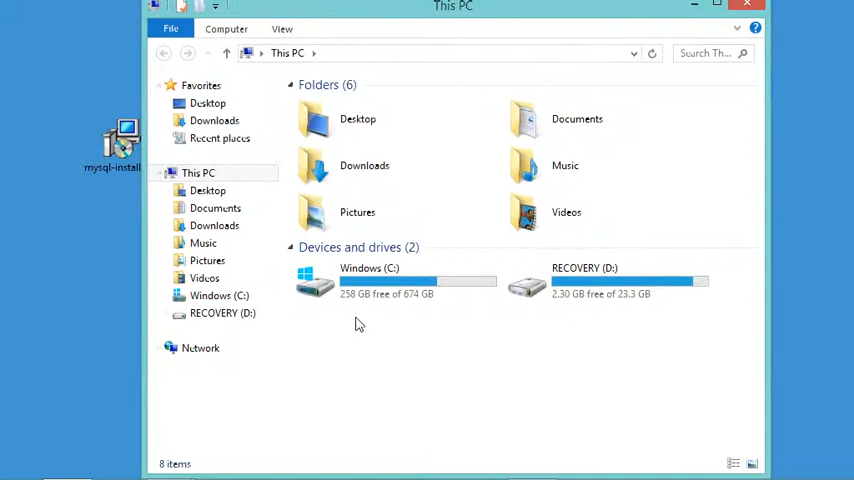 This PC
File Computer View
This PC
Search Th...
Favorites
Desktop
Downloads
Recent places
This PC
Desktop
Documents
Downloads
Music
Pictures
Videos
Windows (C:)
RECOVERY (D:)
Network
Folders (6)
Desktop
Documents
Downloads
Music
Pictures
Videos
Devices and drives (2)
Windows (C:)
258 GB free of 674 GB
RECOVERY (D:)
2.30 GB free of 23.3 GB
8 items
mysql-install